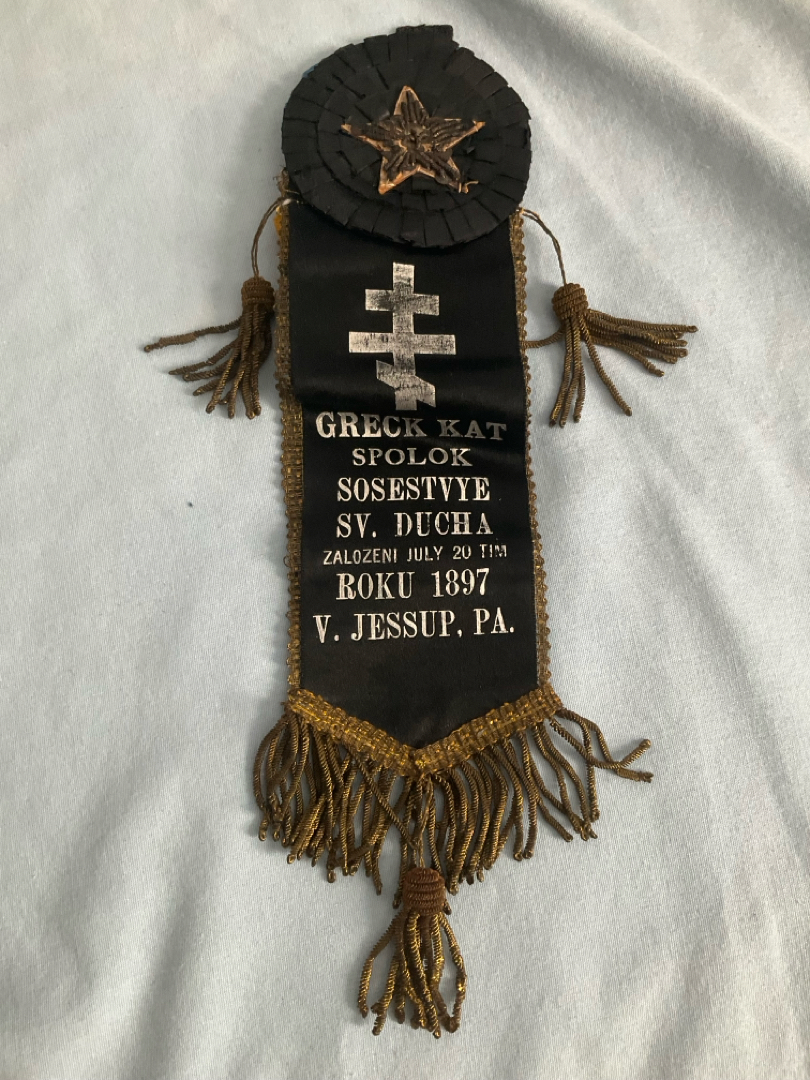 GRECK KAT
SPOLOK
SOSESTVYE
SV. DUCHA
ZALOZENI JULY 20 TIM
ROKU 1897
V. JESSUP, PA.